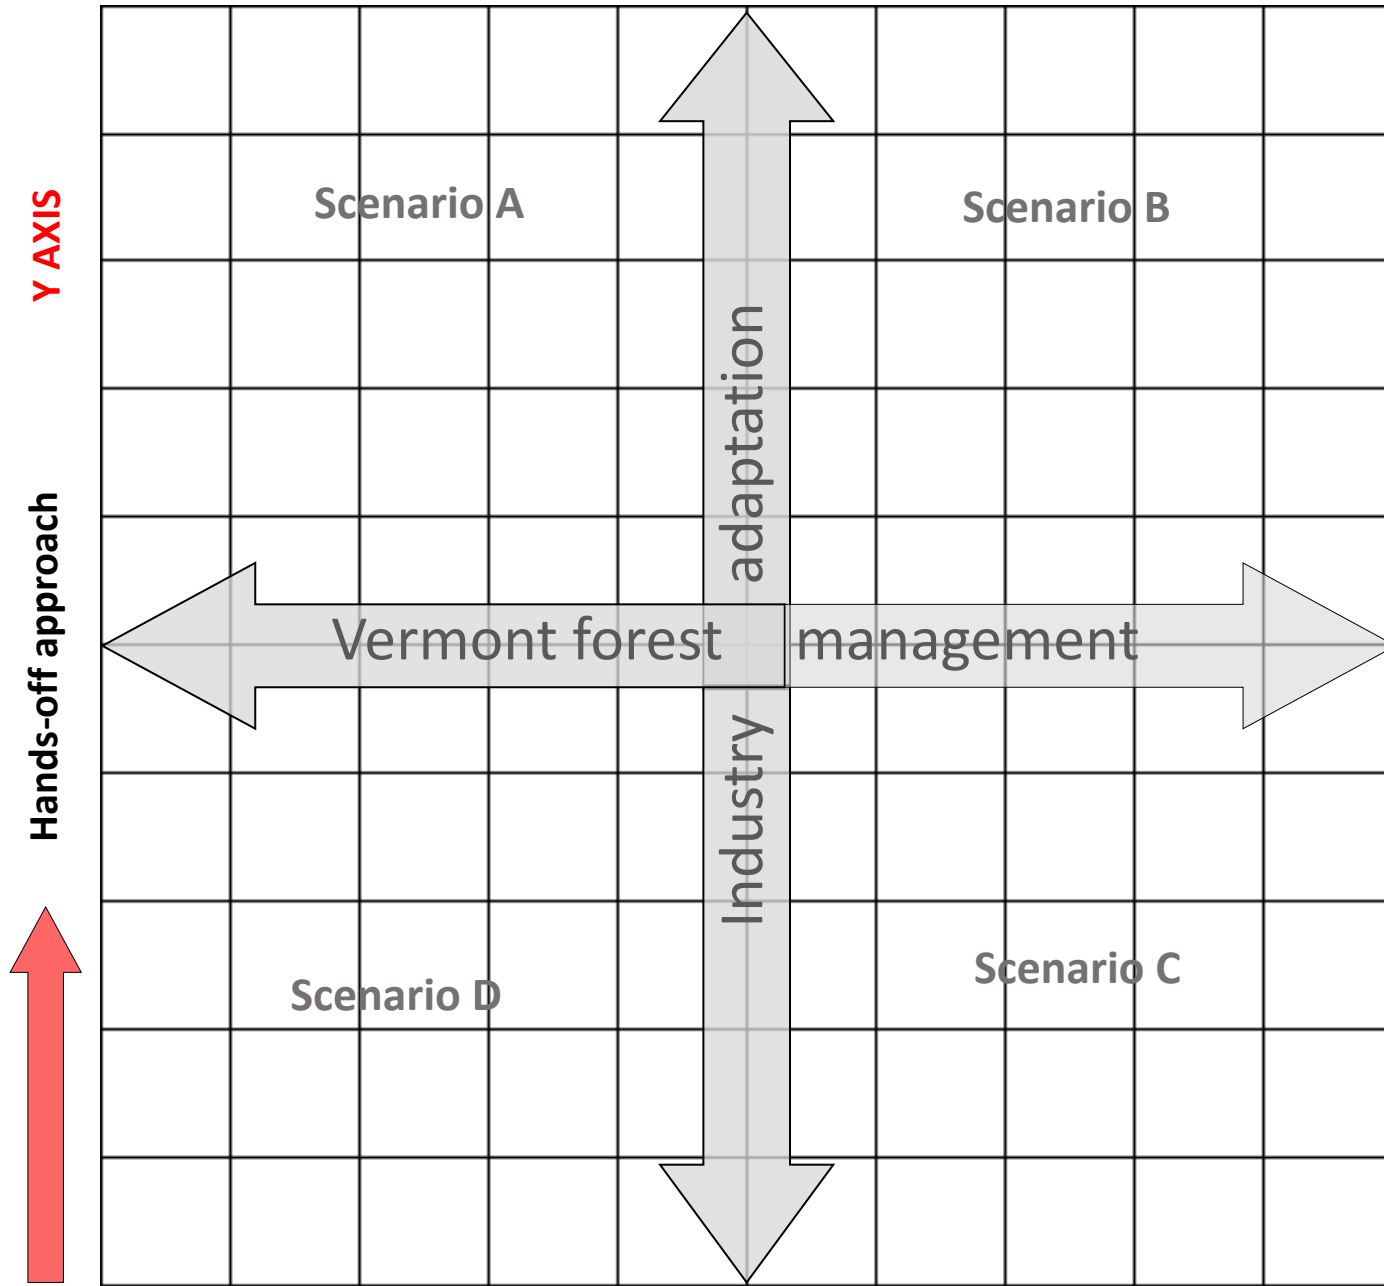 Y AXIS
Hands-off approach
Scenario A
Scenario B
Industry adaptation
Vermont forest management
Scenario D
Scenario C